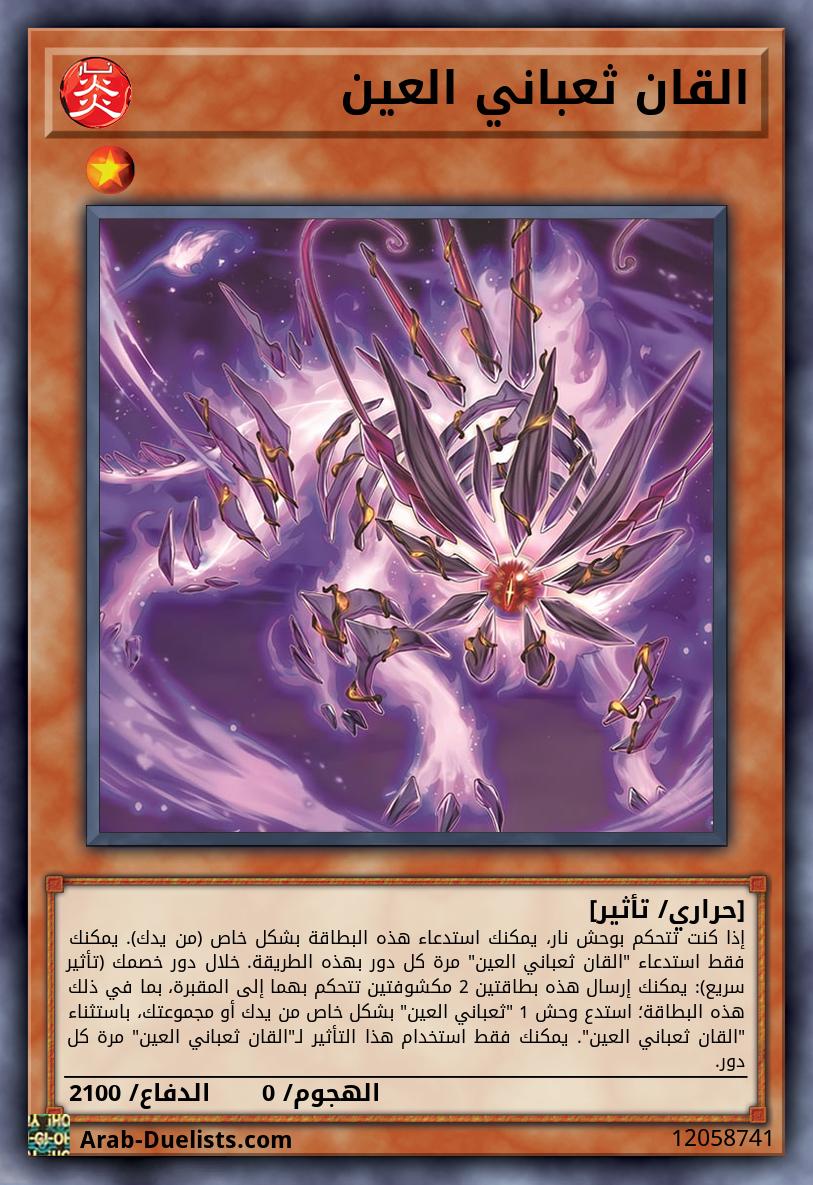 القان ثعباني العين
炎
[حراري/ تأثير]
إذا كنت تتحكم بوحش نار، يمكنك استدعاء هذه البطاقة بشكل خاص (من يدك). يمكنك
فقط استدعاء "القان ثعباني العين" مرة كل دور بهذه الطريقة. خلال دور خصمك (تأثير
سريع): يمكنك إرسال هذه بطاقتين 2 مكشوفتين تتحكم بهما إلى المقبرة، بما في ذلك
هذه البطاقة؛ استدع وحش 1 "ثعباني العين" بشكل خاص من يدك أو مجموعتك، باستثناء
"القان ثعباني العين". يمكنك فقط استخدام هذا التأثير لـ"القان ثعباني العين" مرة كل
دور.
الهجوم/ 0 الدفاع/ 2100
Arab-Duelists.com
12058741